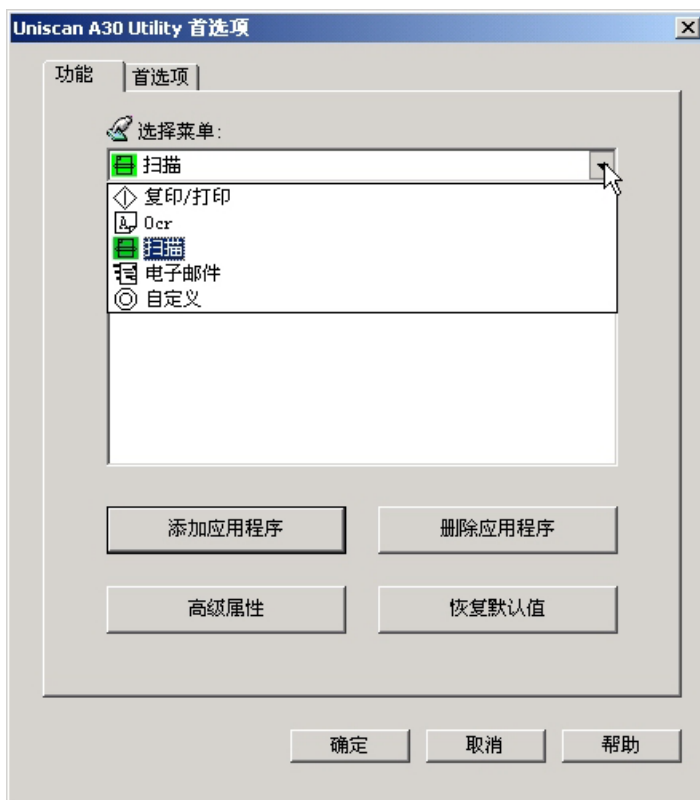 Uniscan A30 Utility 首选项
功能 首选项
选择菜单:
扫描
复印/打印
Ocr
扫描
电子邮件
自定义
添加应用程序 删除应用程序
高级属性 恢复默认值
确定 取消 帮助